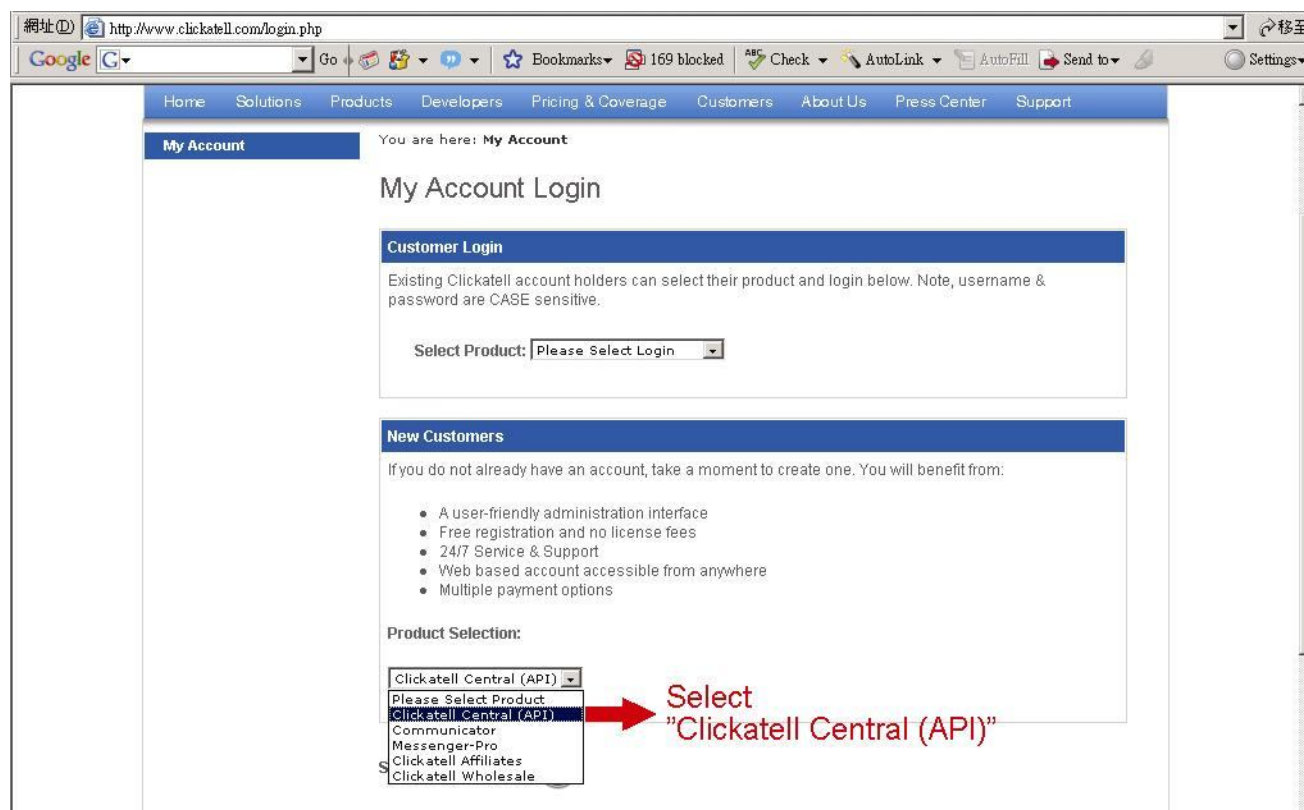 網址(D) http://www.clickatell.com/login.php 移至
Google G Go Bookmarks 169 blocked ABC Check AutoLink AutoFill Send to Settings
Home Solutions Products Developers Pricing & Coverage Customers About Us Press Center Support
My Account
You are here: My Account
My Account Login
Customer Login
Existing Clickatell account holders can select their product and login below. Note, username &
password are CASE sensitive.
Select Product: Please Select Login
New Customers
If you do not already have an account, take a moment to create one. You will benefit from:
• A user-friendly administration interface
• Free registration and no license fees
• 24/7 Service & Support
• Web based account accessible from anywhere
• Multiple payment options
Product Selection:
Clickatell Central (API)
Please Select Product
Clickatell Central (API)
Communicator
Messenger-Pro
Clickatell Affiliates
Clickatell Wholesale
S
Select
"Clickatell Central (API)"